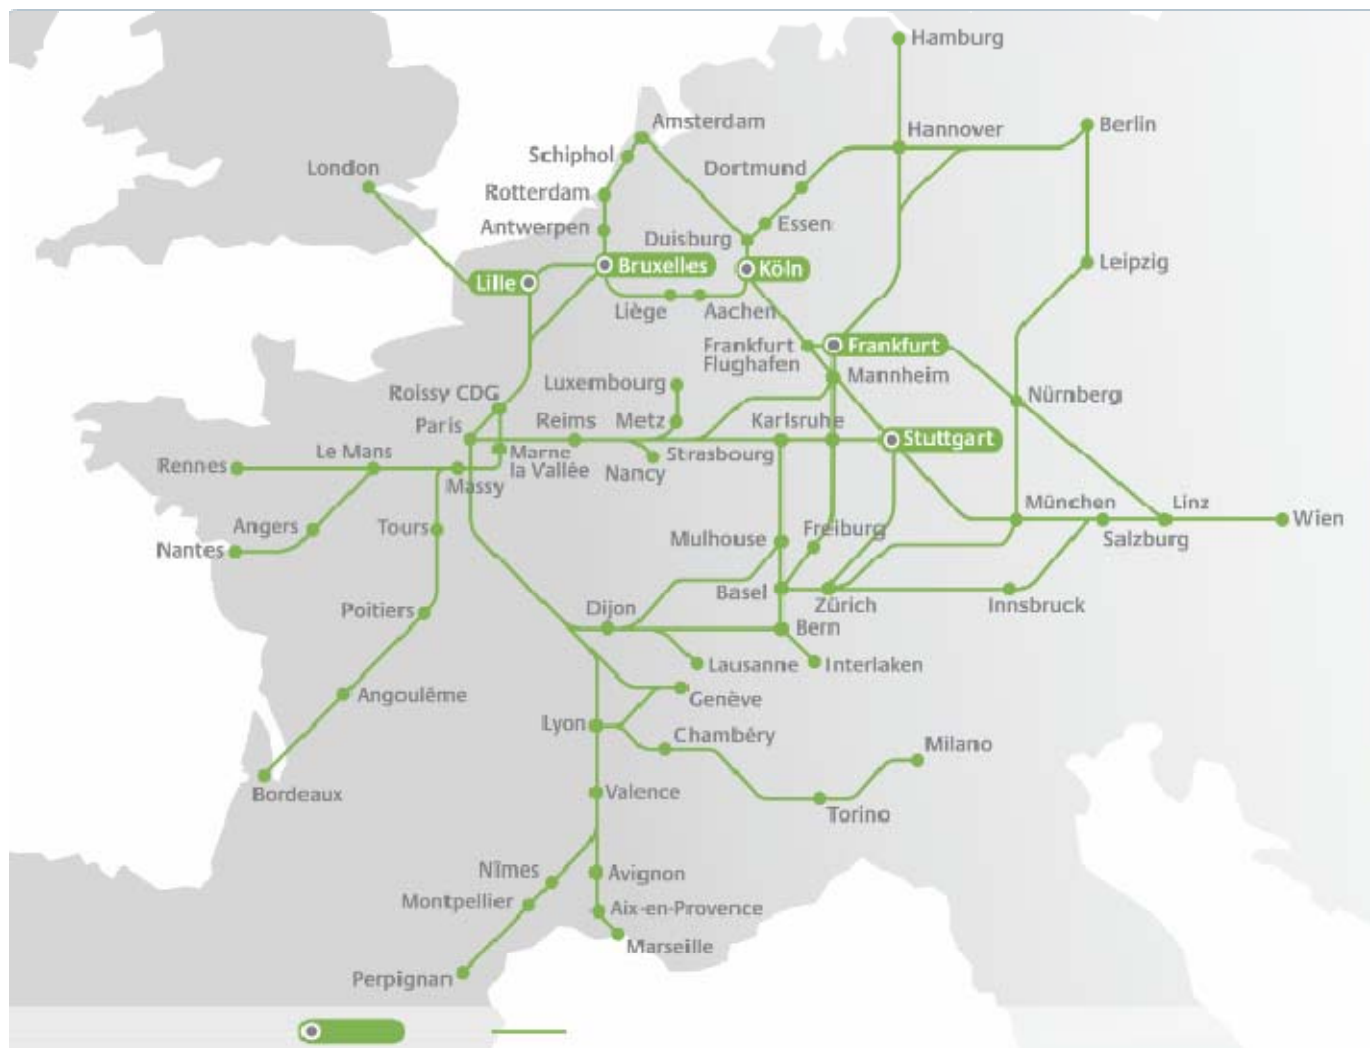 Hamburg
Amsterdam
Hannover
Berlin
Schiphol
London
Dortmund
Rotterdam
Antwerpen
Essen
Duisburg
Lille
Bruxelles
Köln
Leipzig
Liège
Aachen
Frankfurt
Flughafen
Frankfurt
Mannheim
Luxembourg
Roissy CDG
Nürnberg
Paris
Reims
Metz
Karlsruhe
Stuttgart
Le Mans
Marne
la Vallée
Strasbourg
Rennes
Nancy
Massy
München
Linz
Angers
Tours
Freiburg
Wien
Nantes
Mulhouse
Salzburg
Basel
Zürich
Innsbruck
Poitiers
Dijon
Bern
Lausanne
Interlaken
Angoulême
Genève
Lyon
Chambéry
Milano
Bordeaux
Valence
Torino
Nîmes
Avignon
Montpellier
Aix-en-Provence
Marseille
Perpignan